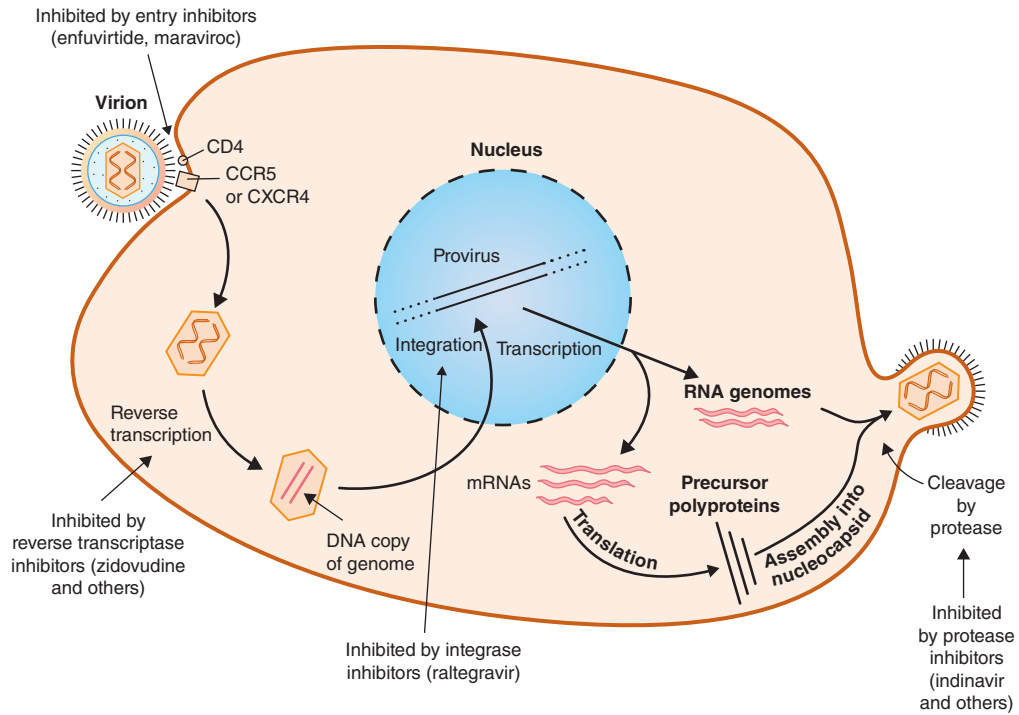 Inhibited by entry inhibitors
(enfuvirtide, maraviroc)
Virion
CD4
CCR5
or CXCR4
Nucleus
Provirus
Integration
Transcription
RNA genomes
Reverse
transcription
mRNAs
Precursor
polyproteins
Translation
Assembly into
nucleocapsid
Cleavage
by
protease
DNA copy
of genome
Inhibited by
reverse transcriptase
inhibitors (zidovudine
and others)
Inhibited by integrase
inhibitors (raltegravir)
Inhibited
by protease
inhibitors
(indinavir
and others)